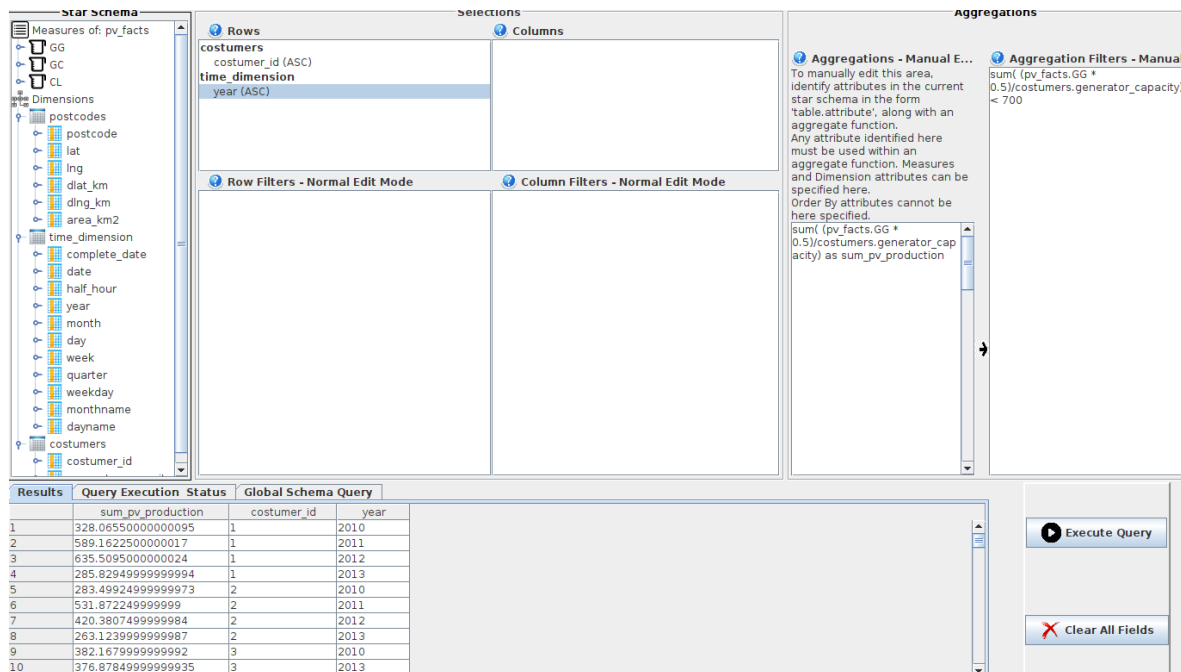 Star Schema
Measures of: pv_facts
GG
GC
CL
Dimensions
postcodes
postcode
lat
lng
dlat_km
dlng_km
area_km2
time_dimension
complete_date
date
half_hour
year
month
day
week
quarter
weekday
monthname
dayname
costumers
costumer_id
Selections
Rows
costumers
costumer_id (ASC)
time_dimension
year (ASC)
Columns
Row Filters - Normal Edit Mode
Column Filters - Normal Edit Mode
Aggregations
Aggregations - Manual E...
To manually edit this area,
identify attributes in the current
star schema in the form
'table.attribute', along with an
aggregate function.
Any attribute identified here
must be used within an
aggregate function. Measures
and Dimension attributes can be
specified here.
Order By attributes cannot be
here specified.
sum( (pv_facts.GG *
0.5)/costumers.generator_cap
acity) as sum_pv_production
Aggregation Filters - Manual
sum( (pv_facts.GG *
0.5)/costumers.generator_capacity)
< 700
Results Query Execution Status Global Schema Query
sum_pv_production costumer_id year
1 328.06550000000095 1 2010
2 589.1622500000017 1 2011
3 635.5095000000024 1 2012
4 285.82949999999994 1 2013
5 283.49924999999973 2 2010
6 531.872249999999 2 2011
7 420.3807499999984 2 2012
8 263.1239999999987 2 2013
9 382.1679999999992 3 2010
10 376.87849999999935 3 2013
Execute Query
Clear All Fields